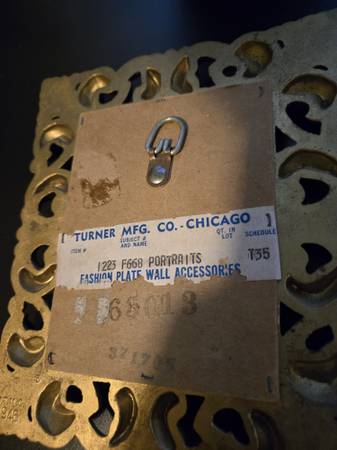 TURNER MFG. CO.-CHICAGO
ITEM # SUBJECT # AND NAME QT. IN LOT SCHEDULE
1223 F668 PORTRAITS T35
FASHION PLATE WALL ACCESSORIES